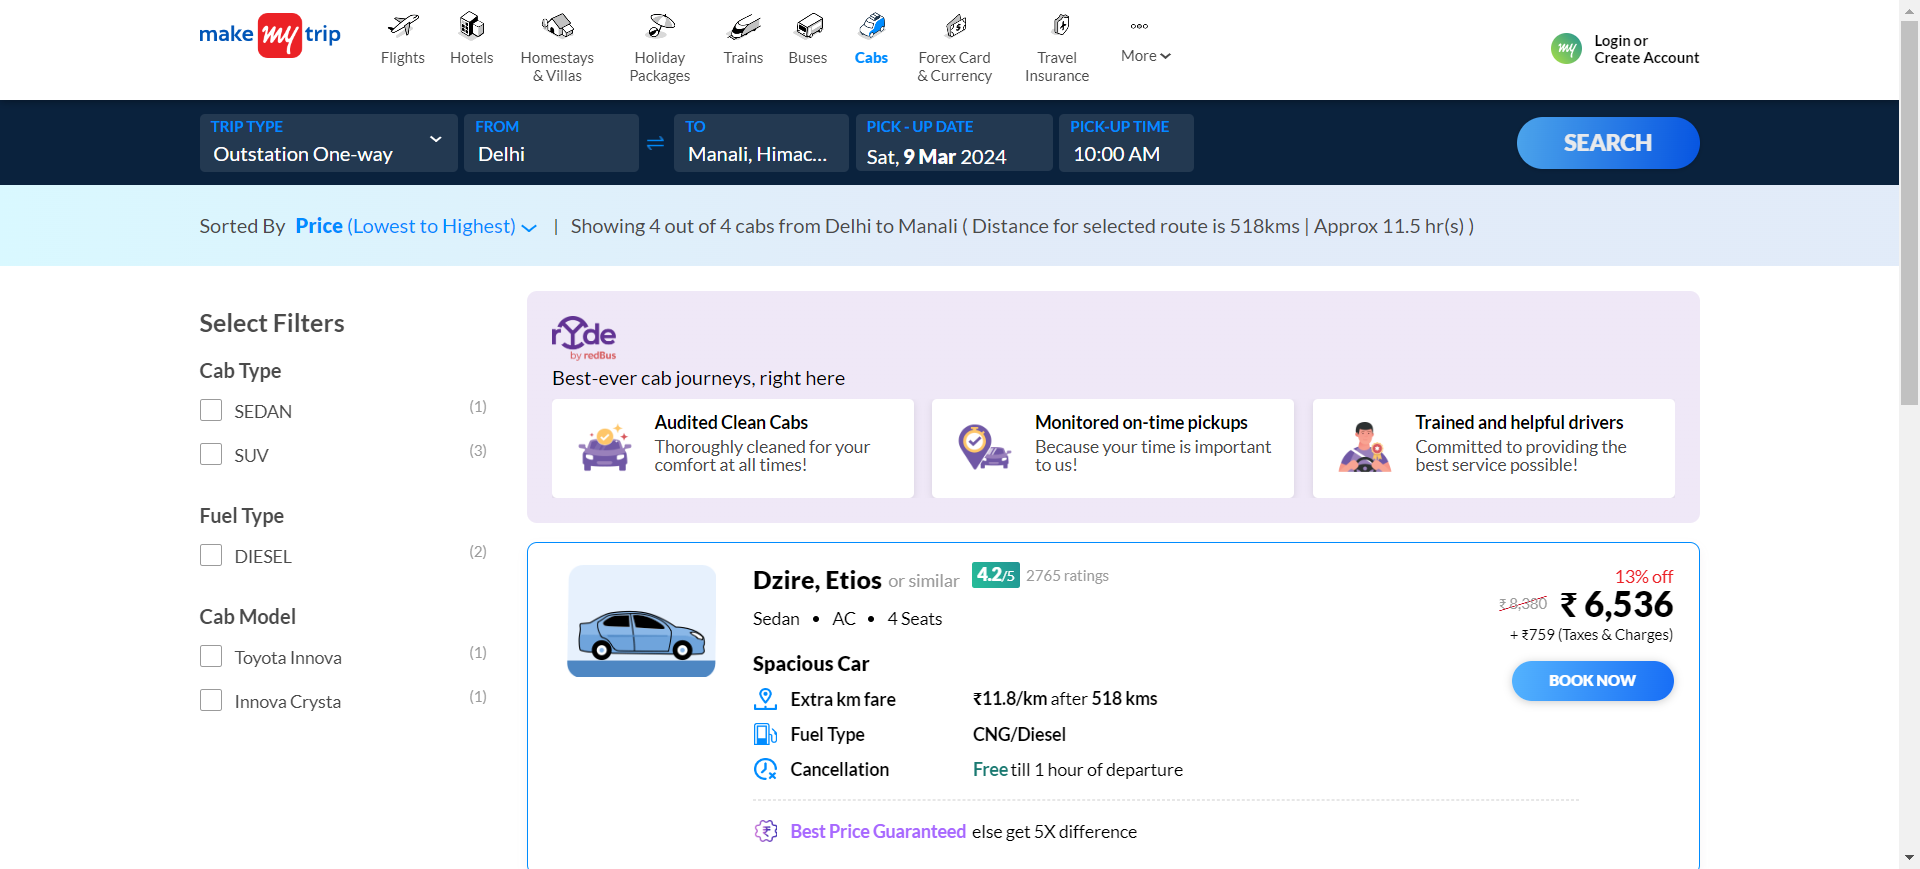 make my trip
Flights
Hotels
Homestays
& Villas
Holiday
Packages
Trains
Buses
Cabs
Forex Card
& Currency
Travel
Insurance
More
my
Login or
Create Account
TRIP TYPE
Outstation One-way
FROM
Delhi
TO
Manali, Himac...
PICK - UP DATE
Sat, 9 Mar 2024
PICK-UP TIME
10:00 AM
SEARCH
Sorted By Price (Lowest to Highest) | Showing 4 out of 4 cabs from Delhi to Manali ( Distance for selected route is 518kms | Approx 11.5 hr(s) )
Select Filters
Cab Type
SEDAN (1)
SUV (3)
Fuel Type
DIESEL (2)
Cab Model
Toyota Innova (1)
Innova Crysta (1)
rYde
by redBus
Best-ever cab journeys, right here
Audited Clean Cabs
Thoroughly cleaned for your
comfort at all times!
Monitored on-time pickups
Because your time is important
to us!
Trained and helpful drivers
Committed to providing the
best service possible!
Dzire, Etios or similar 4.2/5 2765 ratings
Sedan • AC • 4 Seats
Spacious Car
Extra km fare ₹11.8/km after 518 kms
Fuel Type CNG/Diesel
Cancellation Free till 1 hour of departure
Best Price Guaranteed else get 5X difference
13% off
₹ 8,380 ₹ 6,536
+ ₹759 (Taxes & Charges)
BOOK NOW